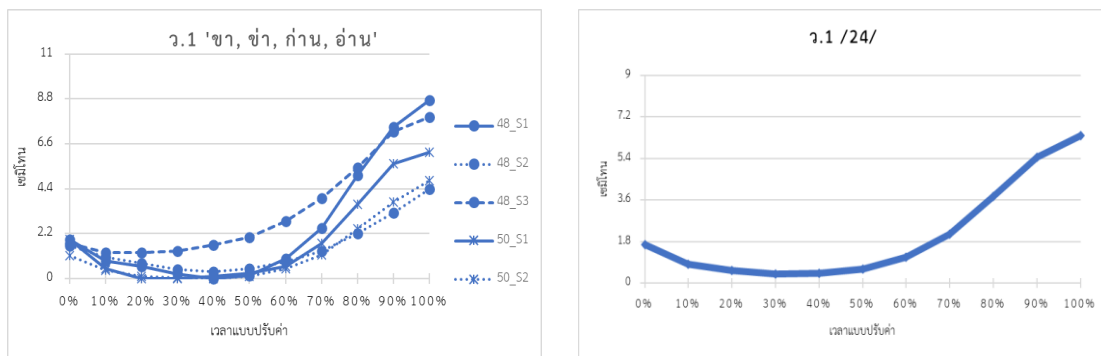 ว.1 'ขา, ข่า, ก่าน, อ่าน'
11
8.8
6.6
4.4
2.2
0
เซมิโทน
0% 10% 20% 30% 40% 50% 60% 70% 80% 90% 100%
เวลาแบบปรับค่า
48_S1
48_S2
48_S3
50_S1
50_S2
ว.1 /24/
9
7.2
5.4
3.6
1.8
0
เซมิโทน
0% 10% 20% 30% 40% 50% 60% 70% 80% 90% 100%
เวลาแบบปรับค่า